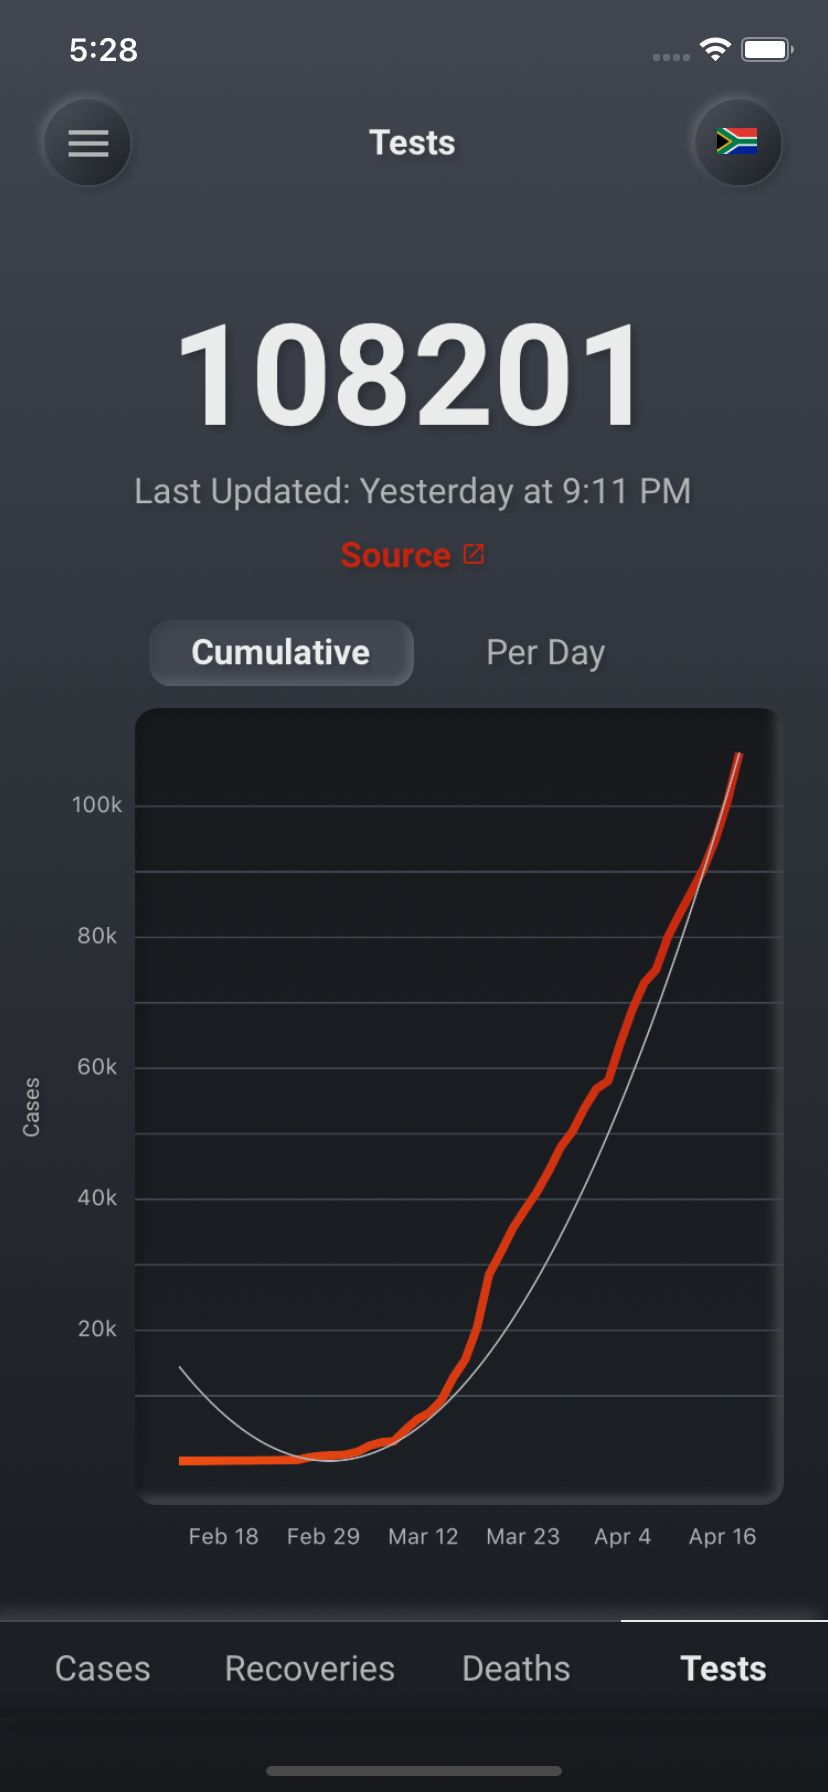 5:28
Tests
108201
Last Updated: Yesterday at 9:11 PM
Source
Cumulative Per Day
100k
80k
60k
40k
20k
Cases
Feb 18 Feb 29 Mar 12 Mar 23 Apr 4 Apr 16
Cases Recoveries Deaths Tests